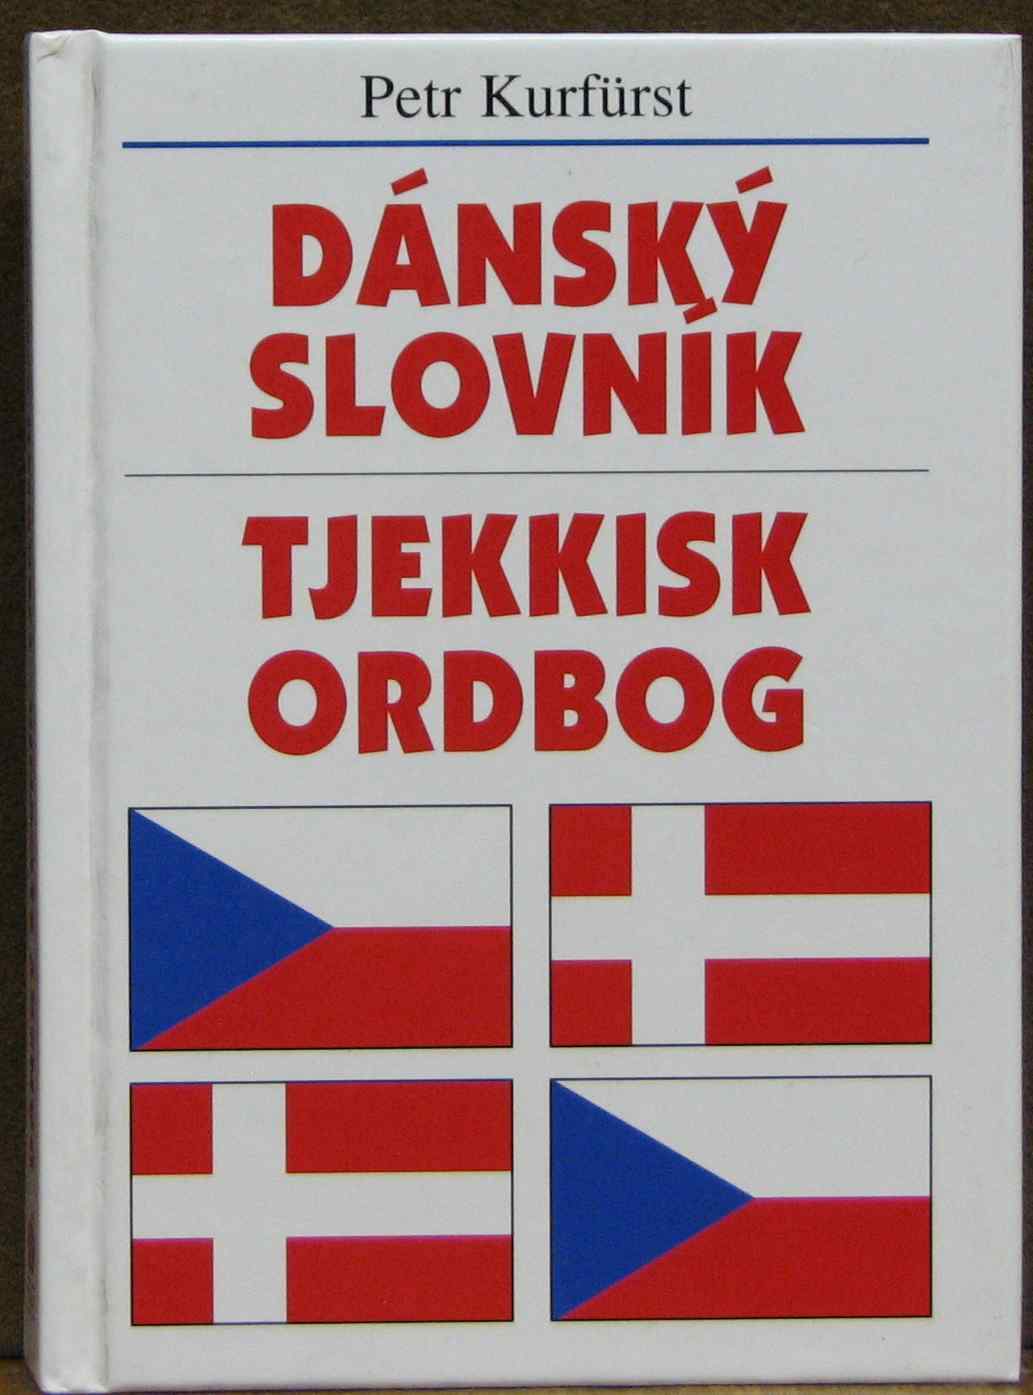 Petr Kurfürst
DÁNSKÝ
SLOVNÍK
TJEKKISK
ORDBOG